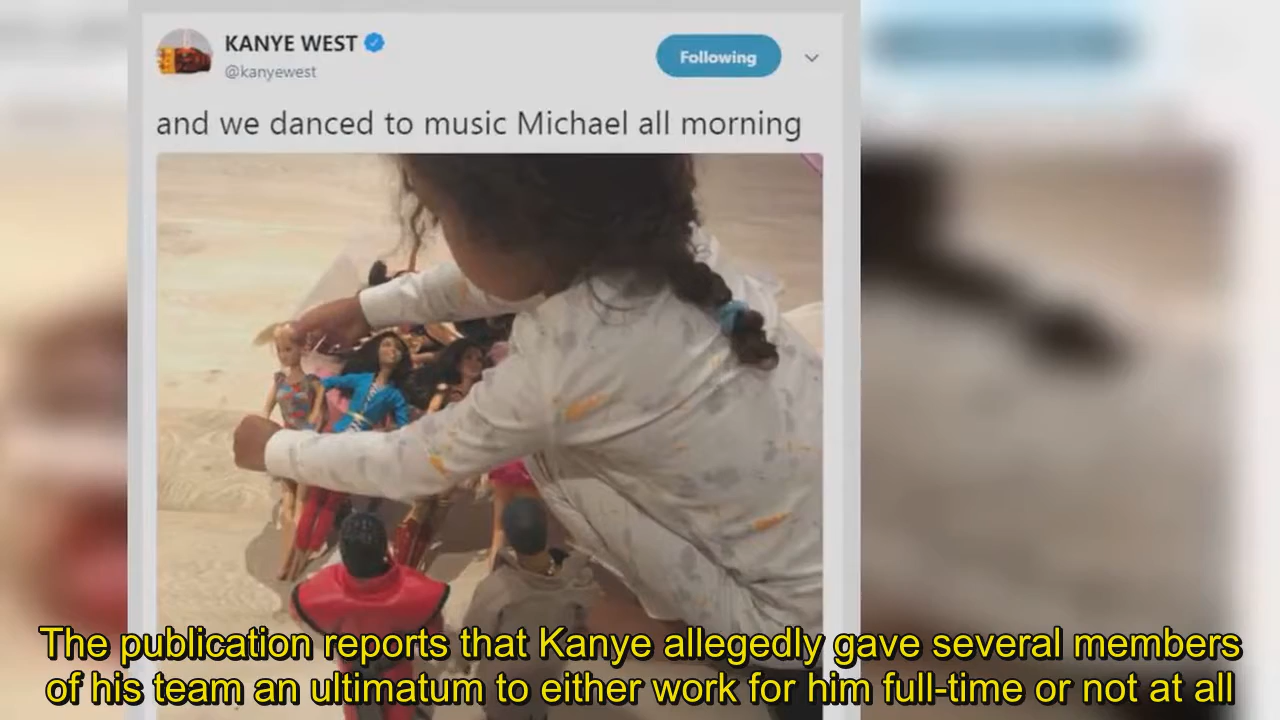 KANYE WEST
@kanyewest
Following
and we danced to music Michael all morning
The publication reports that Kanye allegedly gave several members
of his team an ultimatum to either work for him full-time or not at all